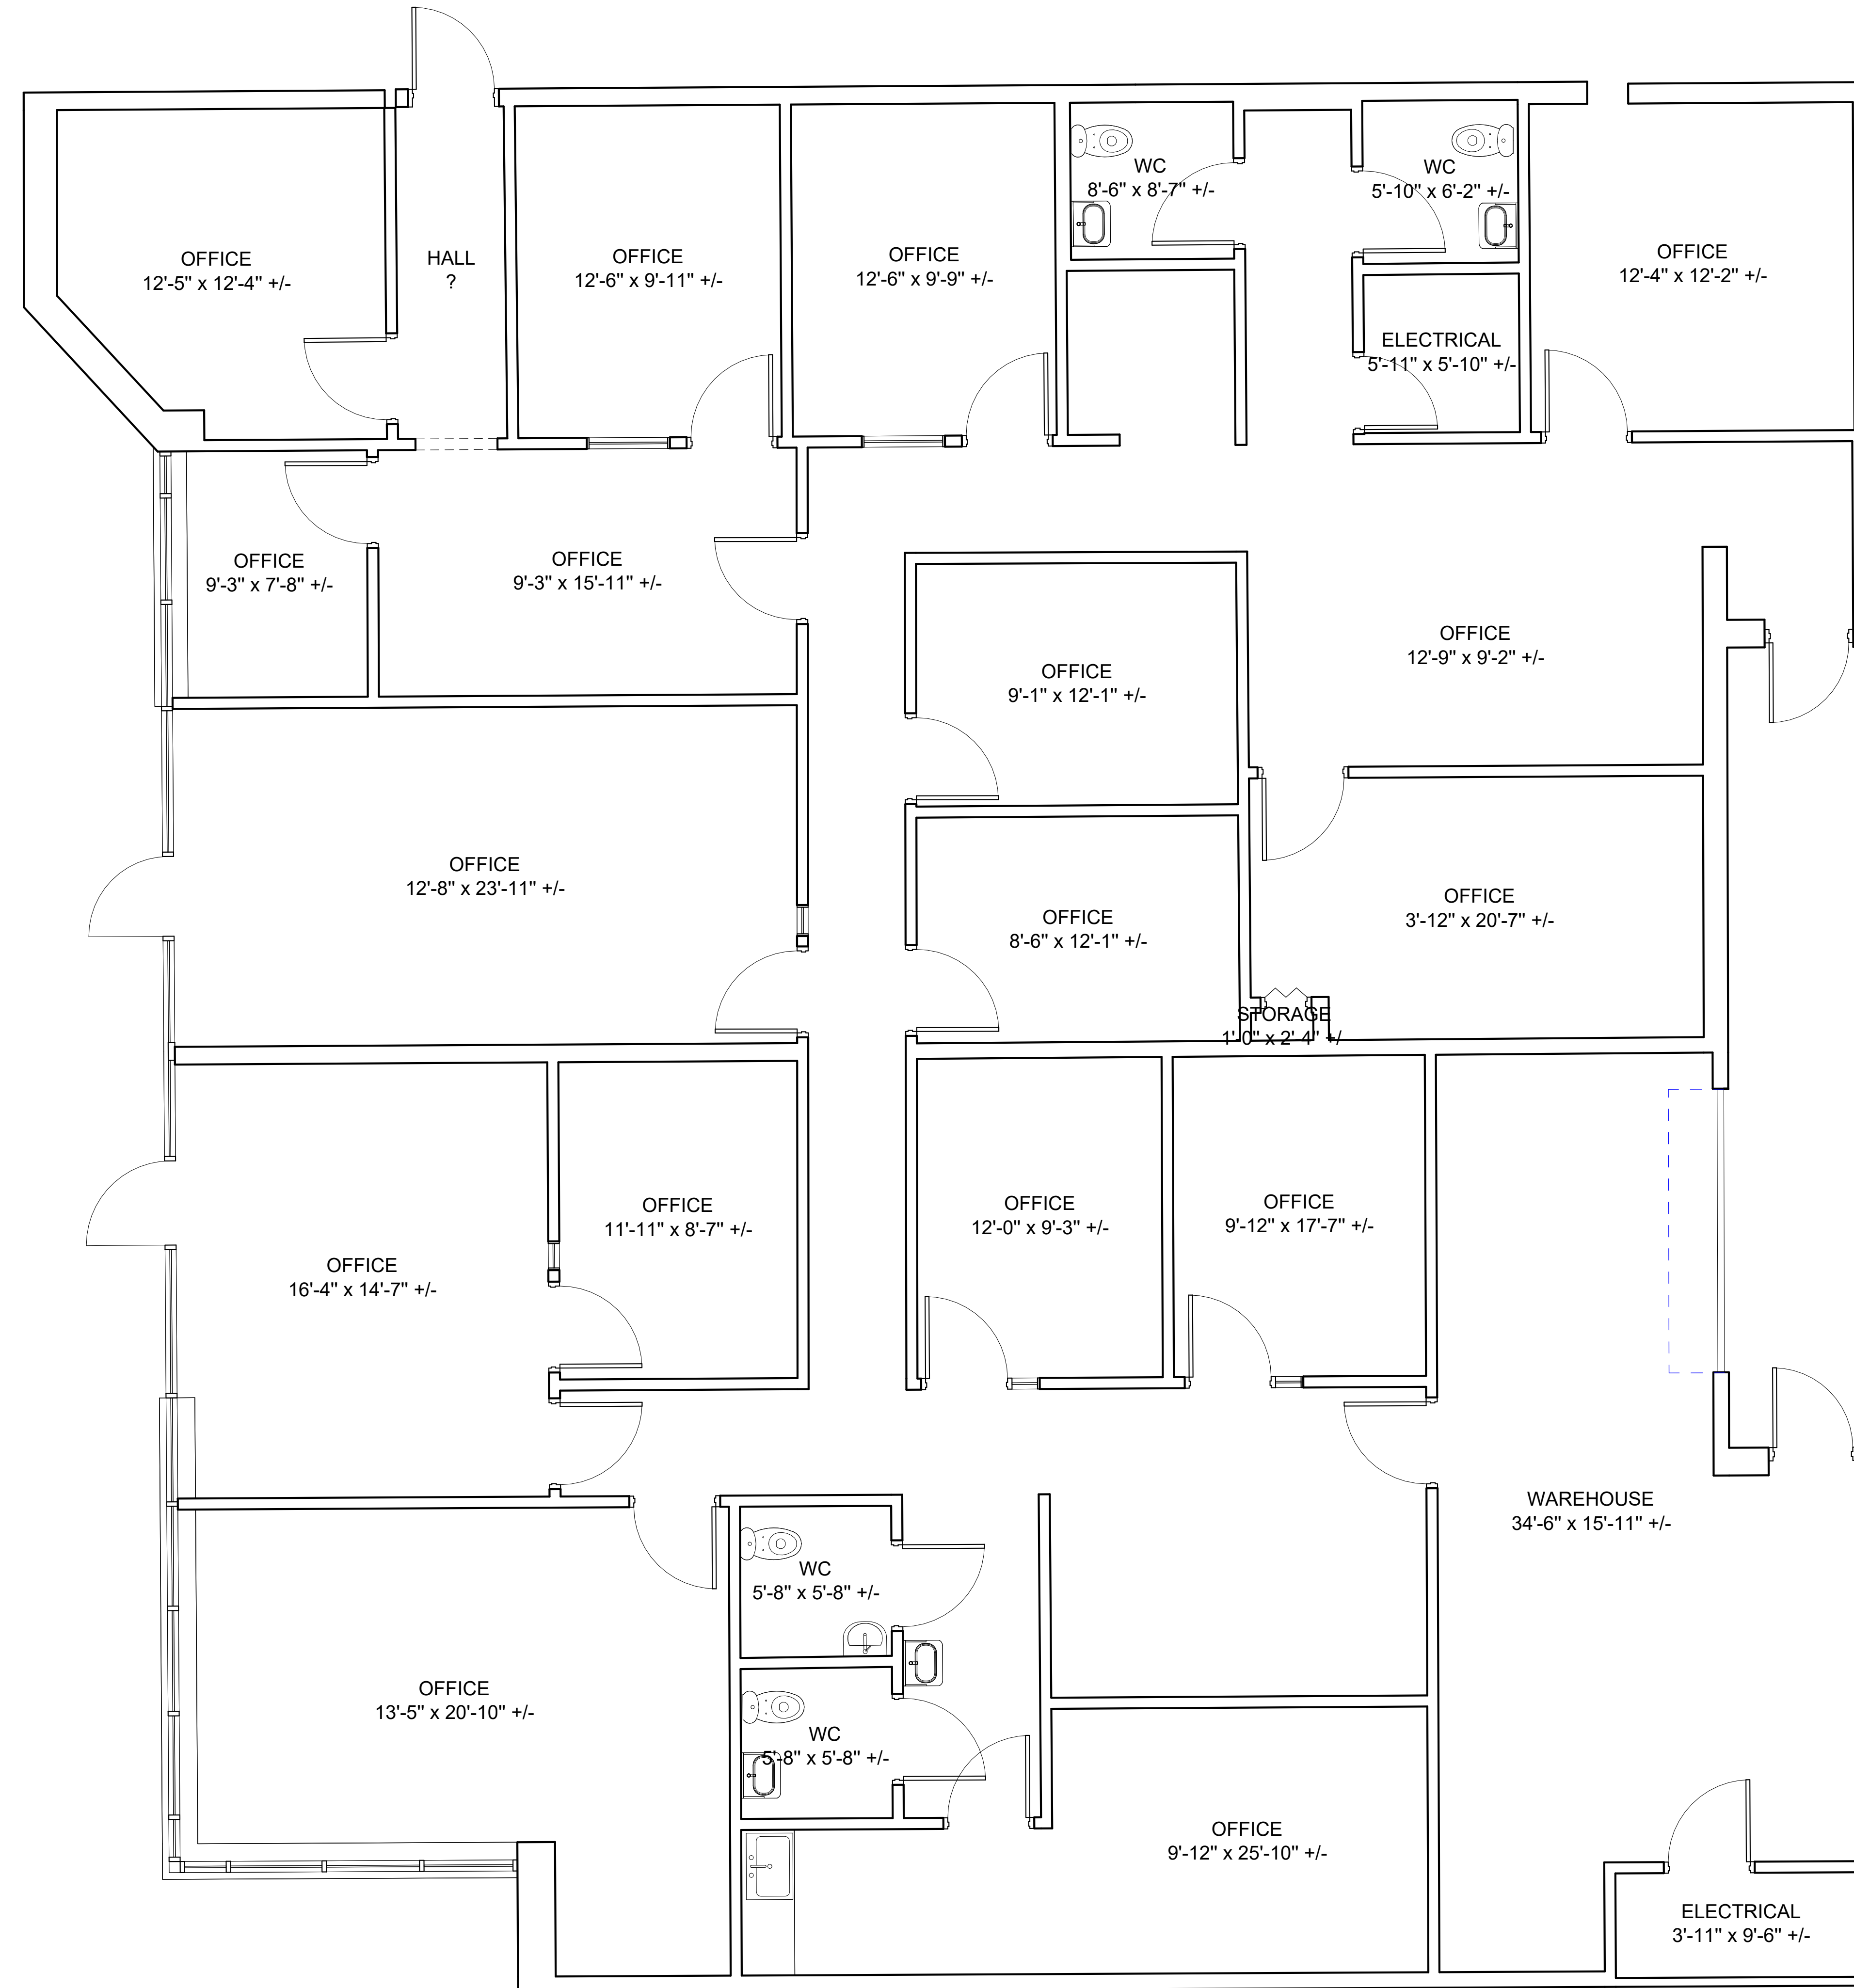 WC
8'-6" x 8'-7" +/-
WC
5'-10" x 6'-2" +/-
OFFICE
12'-5" x 12'-4" +/-
HALL
?
OFFICE
12'-6" x 9'-11" +/-
OFFICE
12'-6" x 9'-9" +/-
OFFICE
12'-4" x 12'-2" +/-
ELECTRICAL
5'-11" x 5'-10" +/-
OFFICE
9'-3" x 7'-8" +/-
OFFICE
9'-3" x 15'-11" +/-
OFFICE
12'-9" x 9'-2" +/-
OFFICE
9'-1" x 12'-1" +/-
OFFICE
12'-8" x 23'-11" +/-
OFFICE
8'-6" x 12'-1" +/-
OFFICE
3'-12" x 20'-7" +/-
STORAGE
1'-0" x 2'-4" +/
OFFICE
11'-11" x 8'-7" +/-
OFFICE
12'-0" x 9'-3" +/-
OFFICE
9'-12" x 17'-7" +/-
OFFICE
16'-4" x 14'-7" +/-
WAREHOUSE
34'-6" x 15'-11" +/-
WC
5'-8" x 5'-8" +/-
OFFICE
13'-5" x 20'-10" +/-
WC
5'-8" x 5'-8" +/-
OFFICE
9'-12" x 25'-10" +/-
ELECTRICAL
3'-11" x 9'-6" +/-